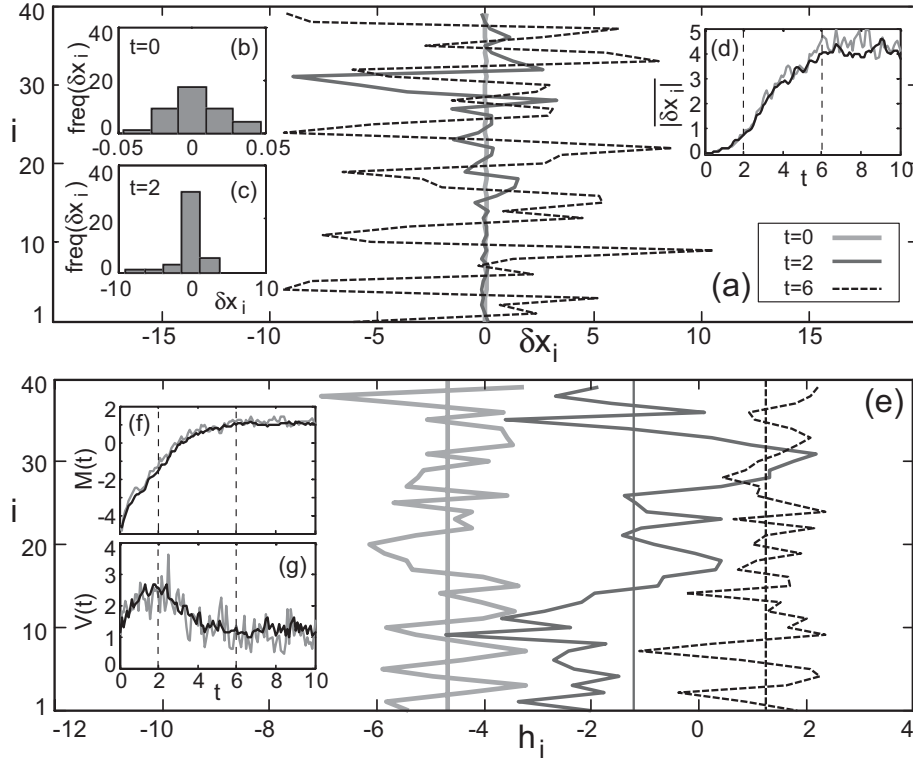 40
30
20
10
1
i
-15
-10
-5
0
5
10
15
δx_i
(a)
t=0
t=2
t=6
freq(δx_i)
40
20
0
t=0
(b)
-0.05
0
0.05
freq(δx_i)
40
20
0
t=2
(c)
-10
0
10
δx_i
|δx_i|
5
4
3
2
1
0
(d)
0
2
4
6
8
10
t
40
30
20
10
1
i
(e)
-12
-10
-8
-6
-4
-2
0
2
4
h_i
M(t)
2
0
-2
-4
(f)
V(t)
4
3
2
1
0
(g)
0
2
4
6
8
10
t